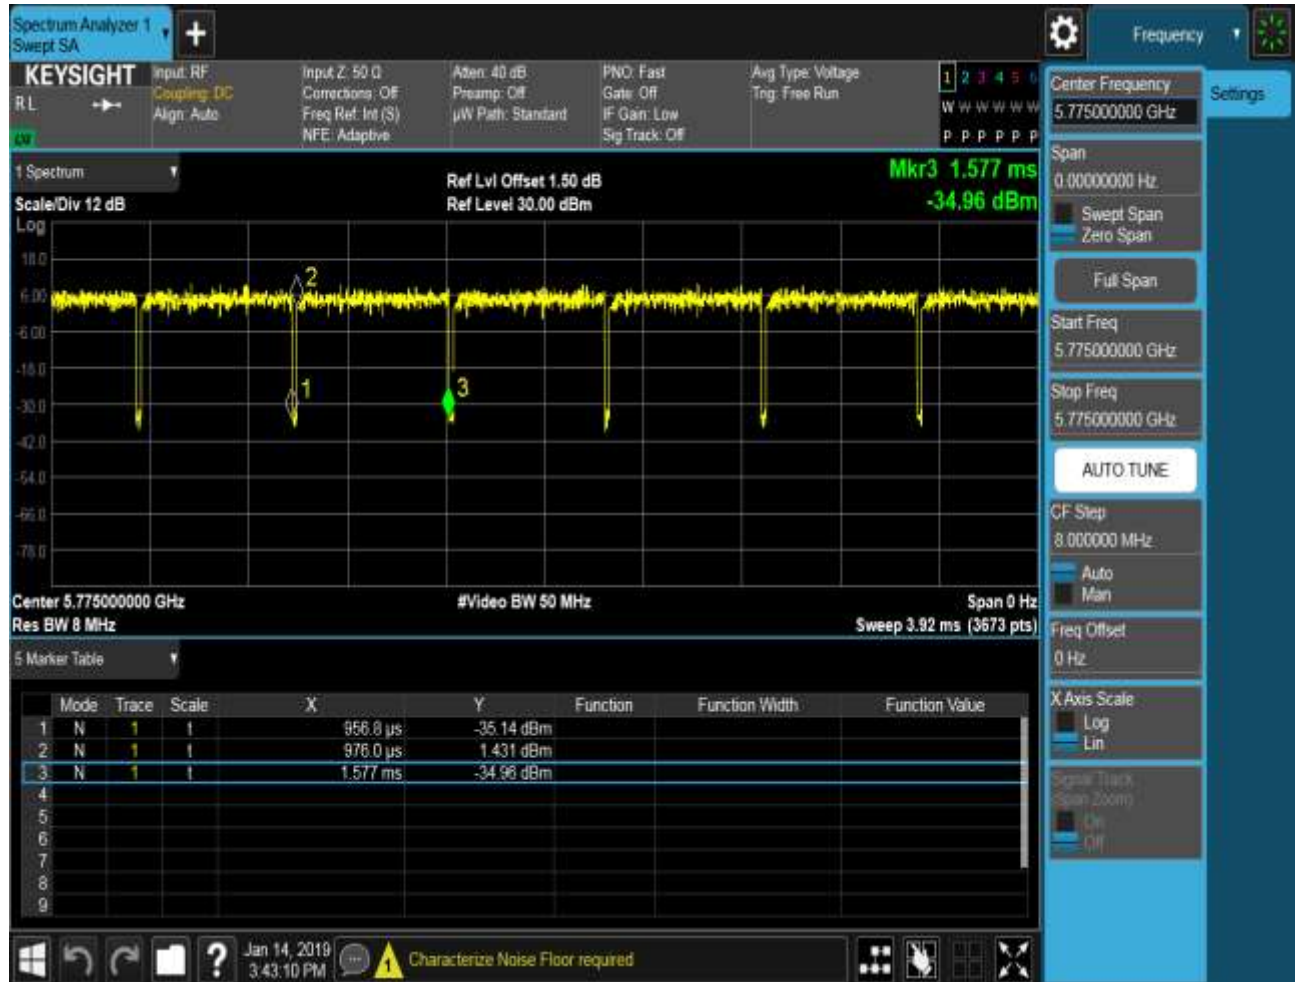 Spectrum Analyzer 1
Swept SA
+
Frequency
KEYSIGHT
RL
Input: RF
Coupling: DC
Align: Auto
Input Z: 50 Ω
Corrections: Off
Freq Ref: Int (S)
NFE: Adaptive
Atten: 40 dB
Preamp: Off
µW Path: Standard
PNO: Fast
Gate: Off
IF Gain: Low
Sig Track: Off
Avg Type: Voltage
Trig: Free Run
1 2 3 4 5 6
W W W W W W
P P P P P P
Center Frequency
5.775000000 GHz
Settings
Span
0.00000000 Hz
Swept Span
Zero Span
Full Span
Start Freq
5.775000000 GHz
Stop Freq
5.775000000 GHz
AUTO TUNE
CF Step
8.000000 MHz
Auto
Man
Freq Offset
0 Hz
X Axis Scale
Log
Lin
Signal Track
(Span Zoom)
On
Off
1 Spectrum
Scale/Div 12 dB
Ref Lvl Offset 1.50 dB
Ref Level 30.00 dBm
Mkr3 1.577 ms
-34.96 dBm
Log
18.0
6.00
-6.00
-18.0
-30.0
-42.0
-54.0
-66.0
-78.0
2
1
3
Center 5.775000000 GHz
#Video BW 50 MHz
Span 0 Hz
Res BW 8 MHz
Sweep 3.92 ms (3673 pts)
5 Marker Table
Mode Trace Scale X Y Function Function Width Function Value
1 N 1 t 956.8 µs -35.14 dBm
2 N 1 t 976.0 µs 1.431 dBm
3 N 1 t 1.577 ms -34.96 dBm
4
5
6
7
8
9
?
Jan 14, 2019
3:43:10 PM
1
Characterize Noise Floor required